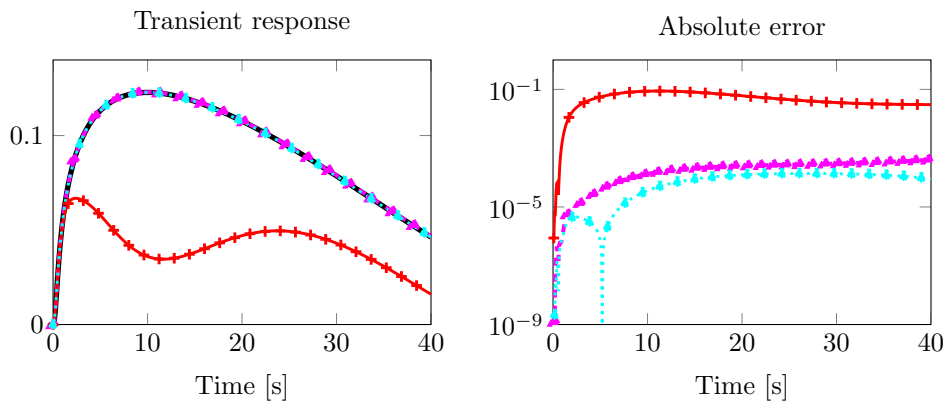 Transient response
0.1
0
0 10 20 30 40
Time [s]
Absolute error
10^−1
10^−5
10^−9
0 10 20 30 40
Time [s]